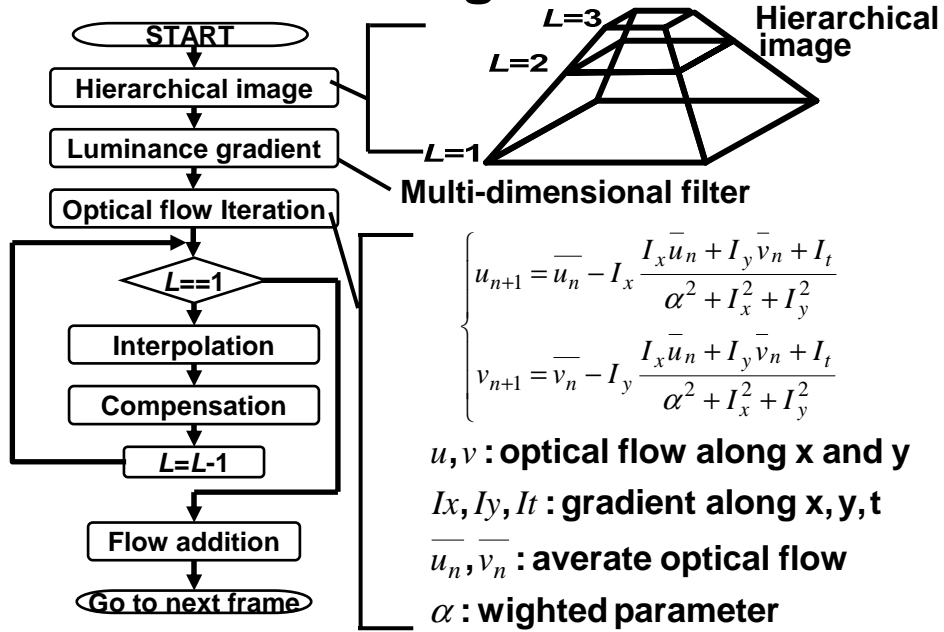 START
Hierarchical image
Luminance gradient
Optical flow Iteration
L==1
Interpolation
Compensation
L=L-1
Flow addition
Go to next frame
L=3
L=2
L=1
Hierarchical
image
Multi-dimensional filter
u_{n+1} = \overline{u_n} - I_x \frac{I_x \bar{u}_n + I_y \bar{v}_n + I_t}{\alpha^2 + I_x^2 + I_y^2}
v_{n+1} = \overline{v_n} - I_y \frac{I_x \bar{u}_n + I_y \bar{v}_n + I_t}{\alpha^2 + I_x^2 + I_y^2}
u, v : optical flow along x and y
Ix, Iy, It : gradient along x, y, t
\overline{u_n}, \overline{v_n} : averate optical flow
α : wighted parameter